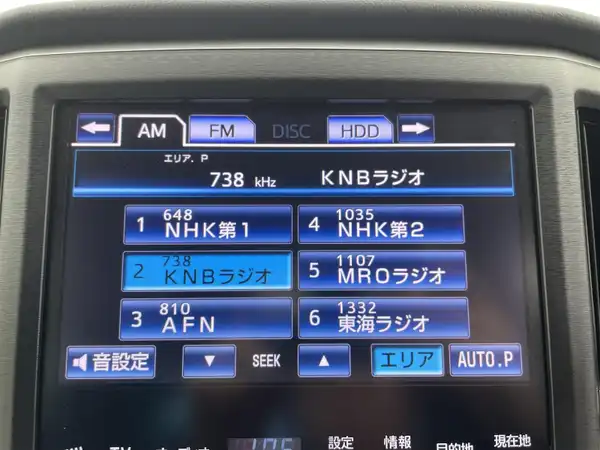 AM FM DISC HDD
エリア. P
738 kHz KNBラジオ
1 648 NHK第1
4 1035 NHK第2
2 738 KNBラジオ
5 1107 MROラジオ
3 810 AFN
6 1332 東海ラジオ
音設定 SEEK エリア AUTO.P
設定 情報 目的地 現在地